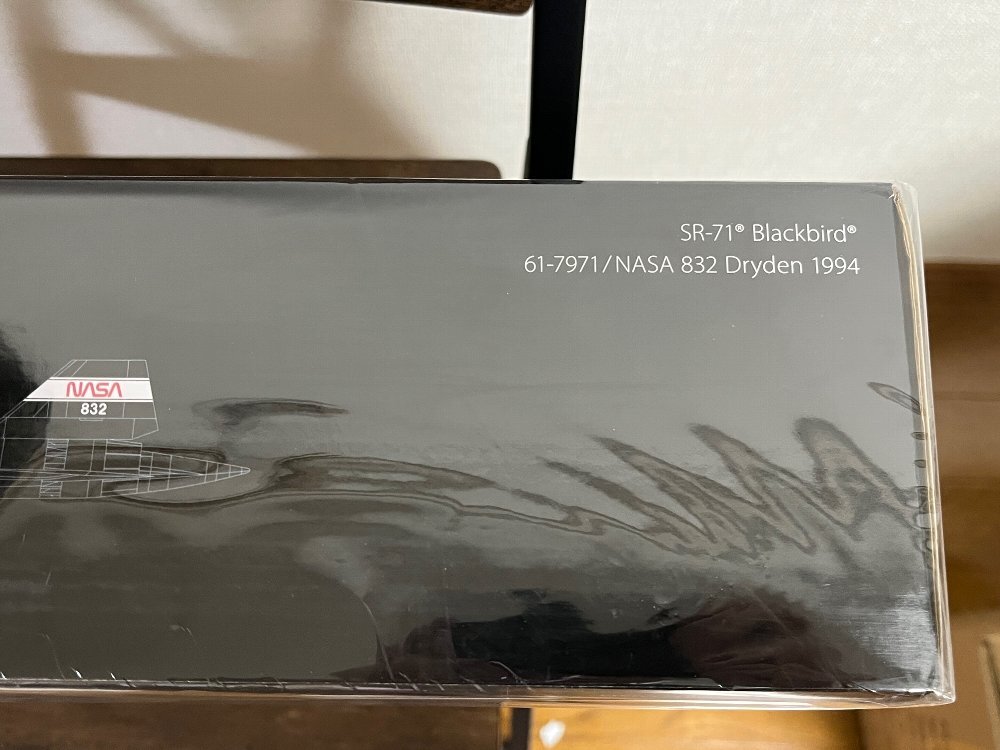 SR-71® Blackbird®
61-7971/NASA 832 Dryden 1994
NASA
832